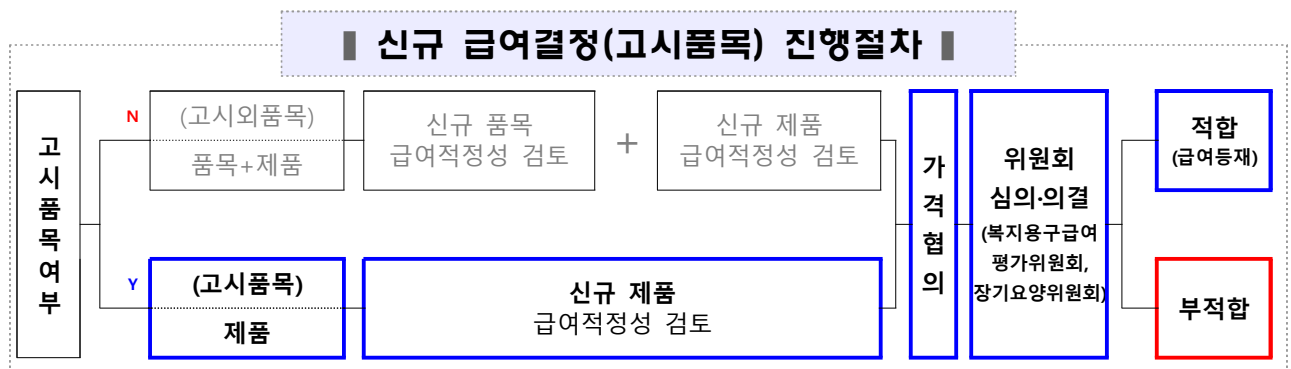 신규 급여결정(고시품목) 진행절차
고시품목여부
N
(고시외품목)
품목+제품
신규 품목
급여적정성 검토
+
신규 제품
급여적정성 검토
Y
(고시품목)
제품
신규 제품
급여적정성 검토
가격협의
위원회
심의·의결
(복지용구급여
평가위원회,
장기요양위원회)
적합
(급여등재)
부적합